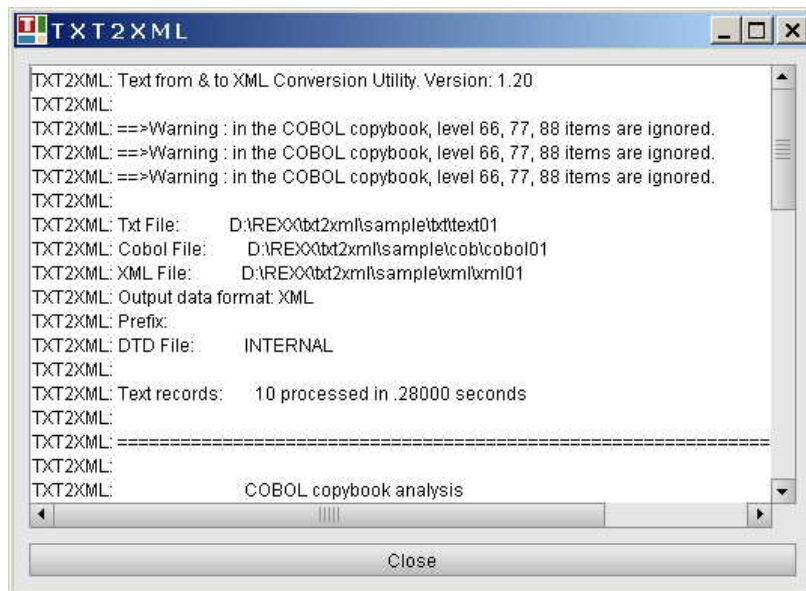 TXT2XML
TXT2XML: Text from & to XML Conversion Utility. Version: 1.20
TXT2XML:
TXT2XML: ==>Warning : in the COBOL copybook, level 66, 77, 88 items are ignored.
TXT2XML: ==>Warning : in the COBOL copybook, level 66, 77, 88 items are ignored.
TXT2XML: ==>Warning : in the COBOL copybook, level 66, 77, 88 items are ignored.
TXT2XML:
TXT2XML: Txt File: D:\REXX\txt2xml\sample\txt\text01
TXT2XML: Cobol File: D:\REXX\txt2xml\sample\cob\cobol01
TXT2XML: XML File: D:\REXX\txt2xml\sample\xml\xml01
TXT2XML: Output data format: XML
TXT2XML: Prefix:
TXT2XML: DTD File: INTERNAL
TXT2XML:
TXT2XML: Text records: 10 processed in .28000 seconds
TXT2XML:
TXT2XML: =============================================================
TXT2XML:
TXT2XML: COBOL copybook analysis
Close